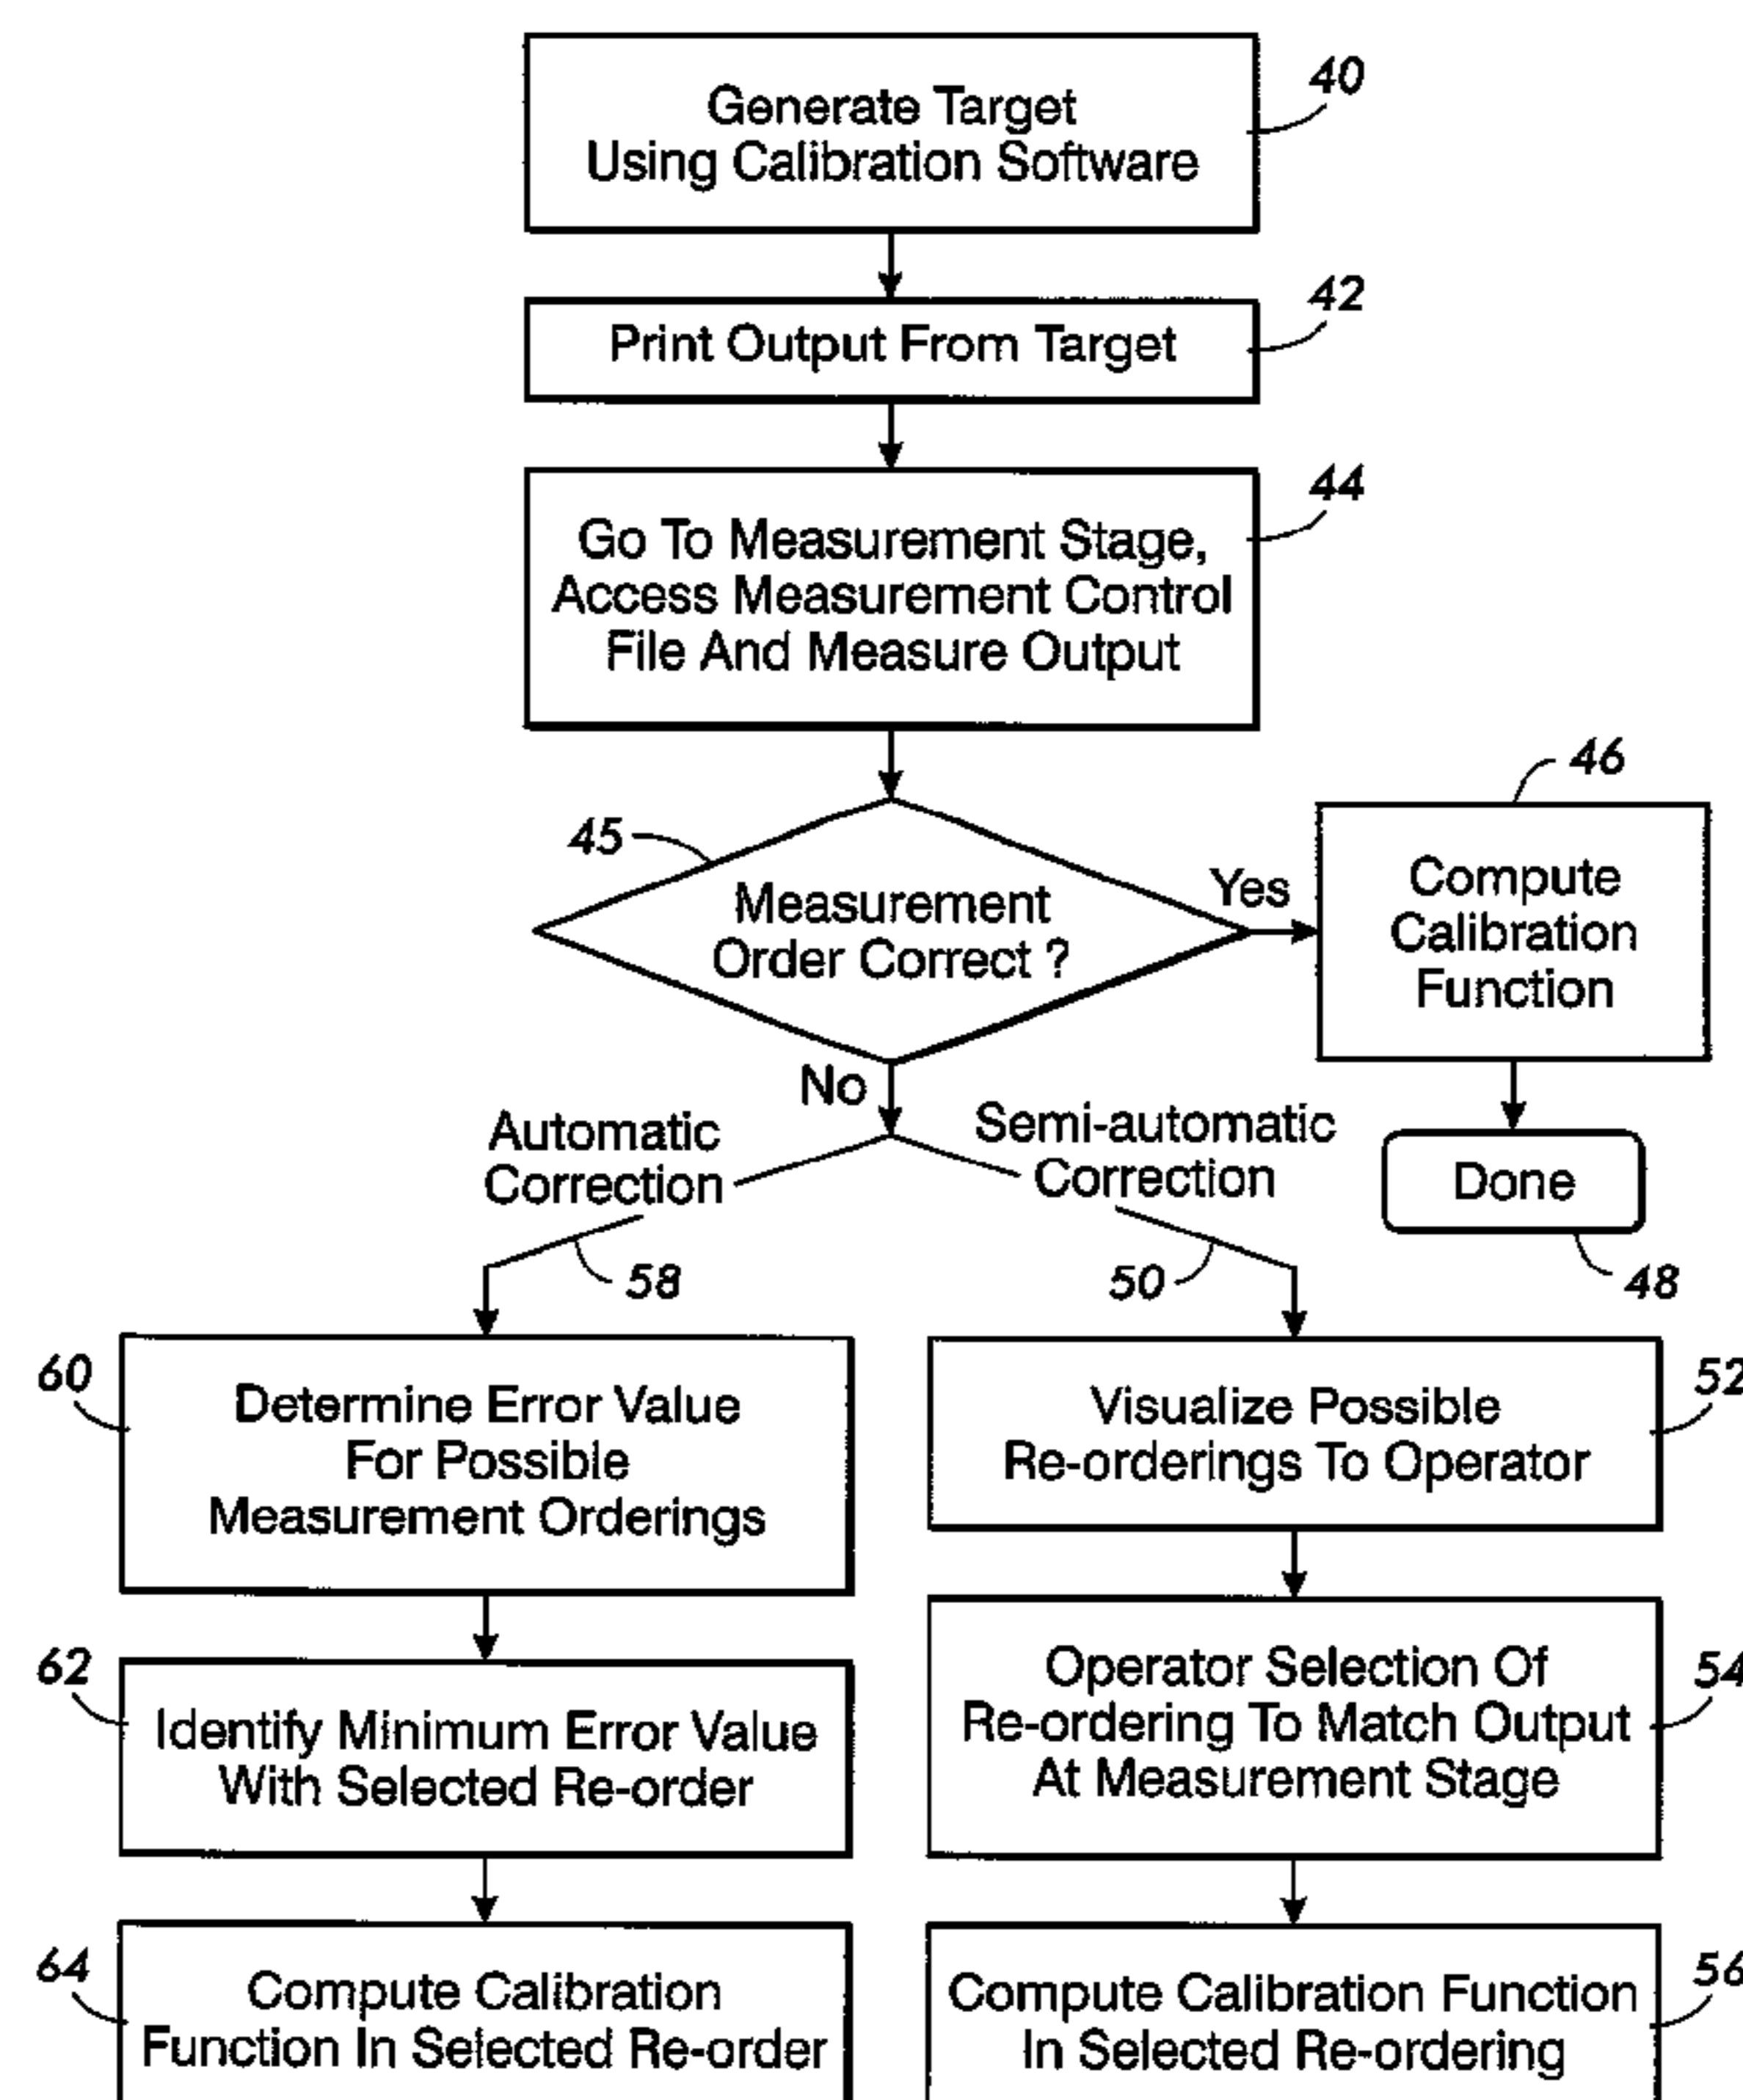 Generate Target
Using Calibration Software
40
Print Output From Target
42
Go To Measurement Stage,
Access Measurement Control
File And Measure Output
44
45
Measurement
Order Correct ?
Yes
46
Compute
Calibration
Function
No
Done
48
Automatic
Correction
58
Semi-automatic
Correction
50
60
Determine Error Value
For Possible
Measurement Orderings
52
Visualize Possible
Re-orderings To Operator
62
Identify Minimum Error Value
With Selected Re-order
54
Operator Selection Of
Re-ordering To Match Output
At Measurement Stage
64
Compute Calibration
Function In Selected Re-order
56
Compute Calibration Function
In Selected Re-ordering